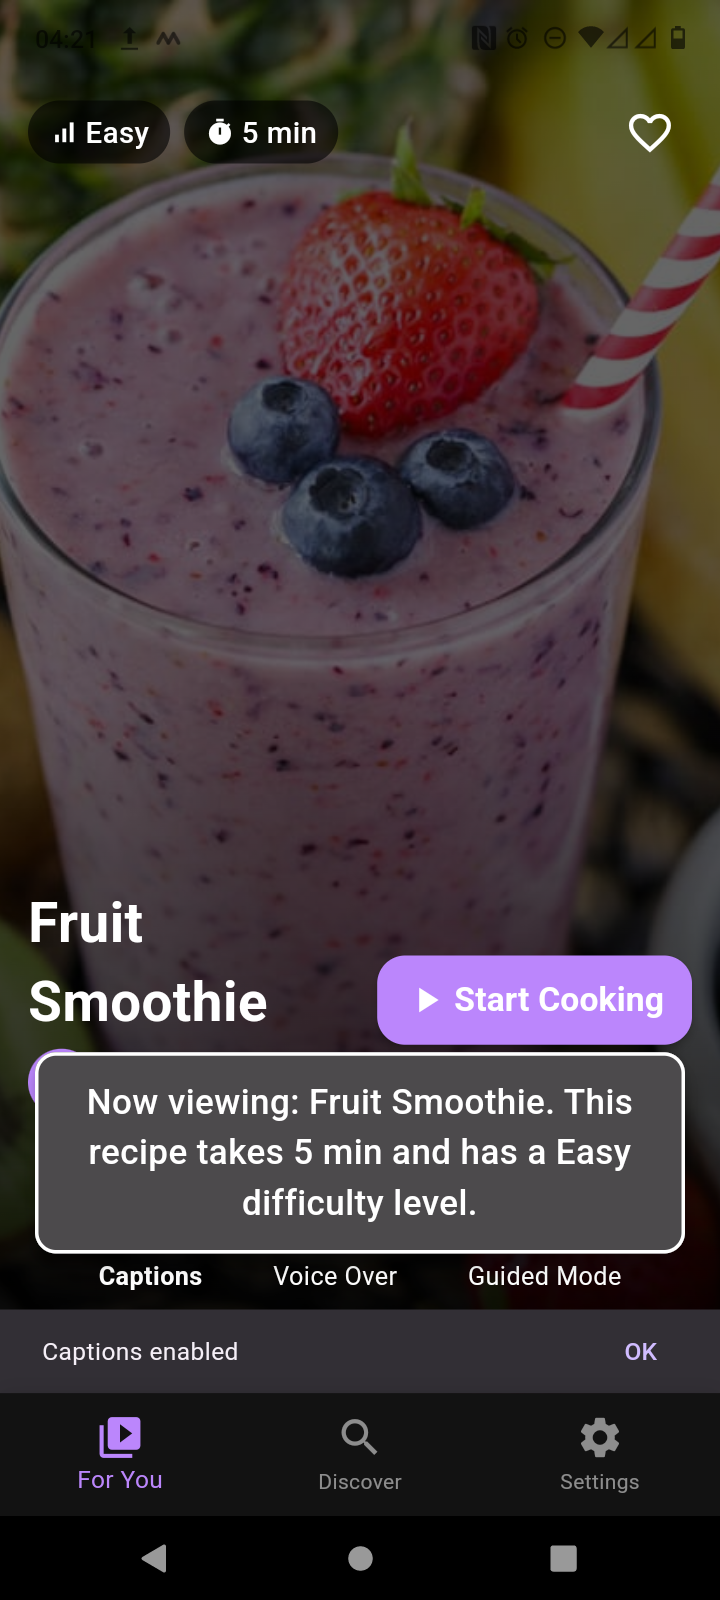 04:21
Easy
5 min
Fruit
Smoothie
Start Cooking
Now viewing: Fruit Smoothie. This
recipe takes 5 min and has a Easy
difficulty level.
Captions
Voice Over
Guided Mode
Captions enabled
OK
For You
Discover
Settings